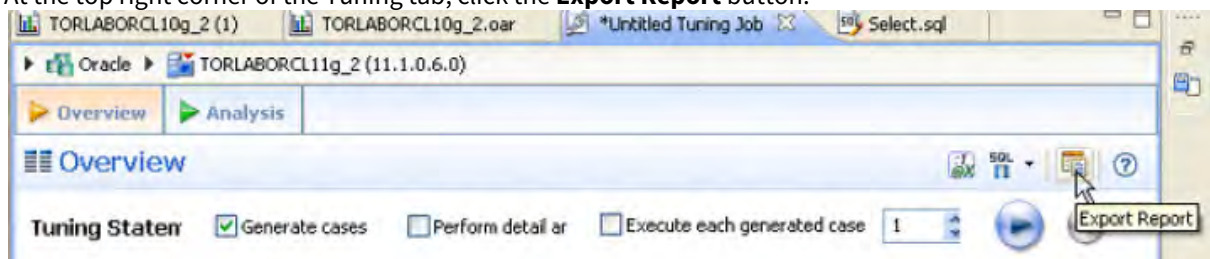 At the top right corner of the Tuning tab, click the Export Report button.
TORLABORCL10g_2 (1) TORLABORCL10g_2.oar *Untitled Tuning Job Select.sql
Oracle TORLABORCL11g_2 (11.1.0.6.0)
Overview Analysis
Overview SQL
Tuning Statem Generate cases Perform detail ar Execute each generated case 1
Export Report